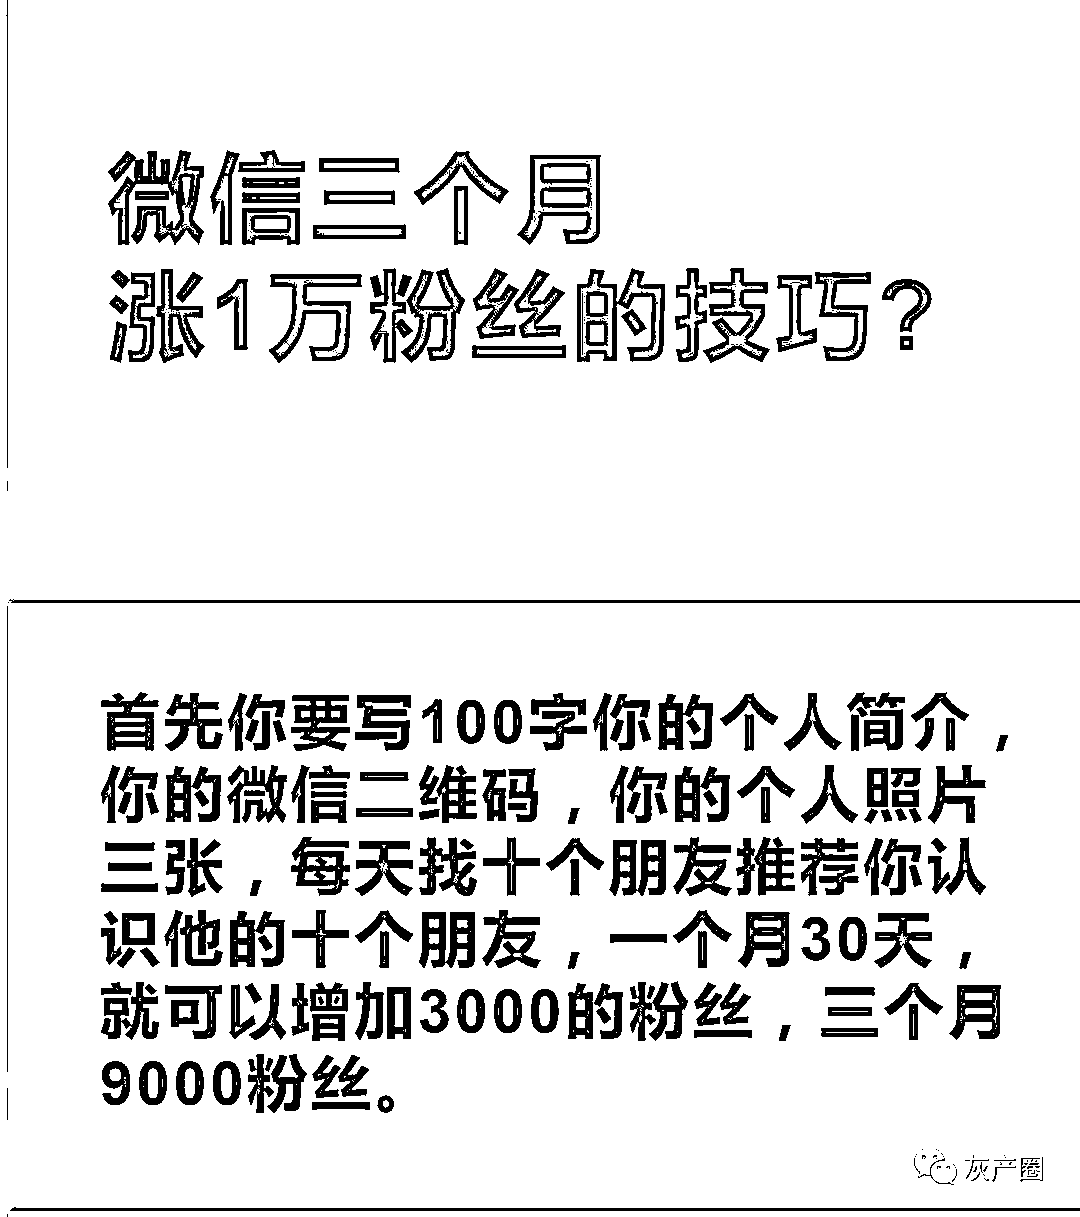 微信三个月
涨1万粉丝的技巧?
首先你要写100字你的个人简介，
你的微信二维码，你的个人照片
三张，每天找十个朋友推荐你认
识他的十个朋友，一个月30天，
就可以增加3000的粉丝，三个月
9000粉丝。
灰产圈